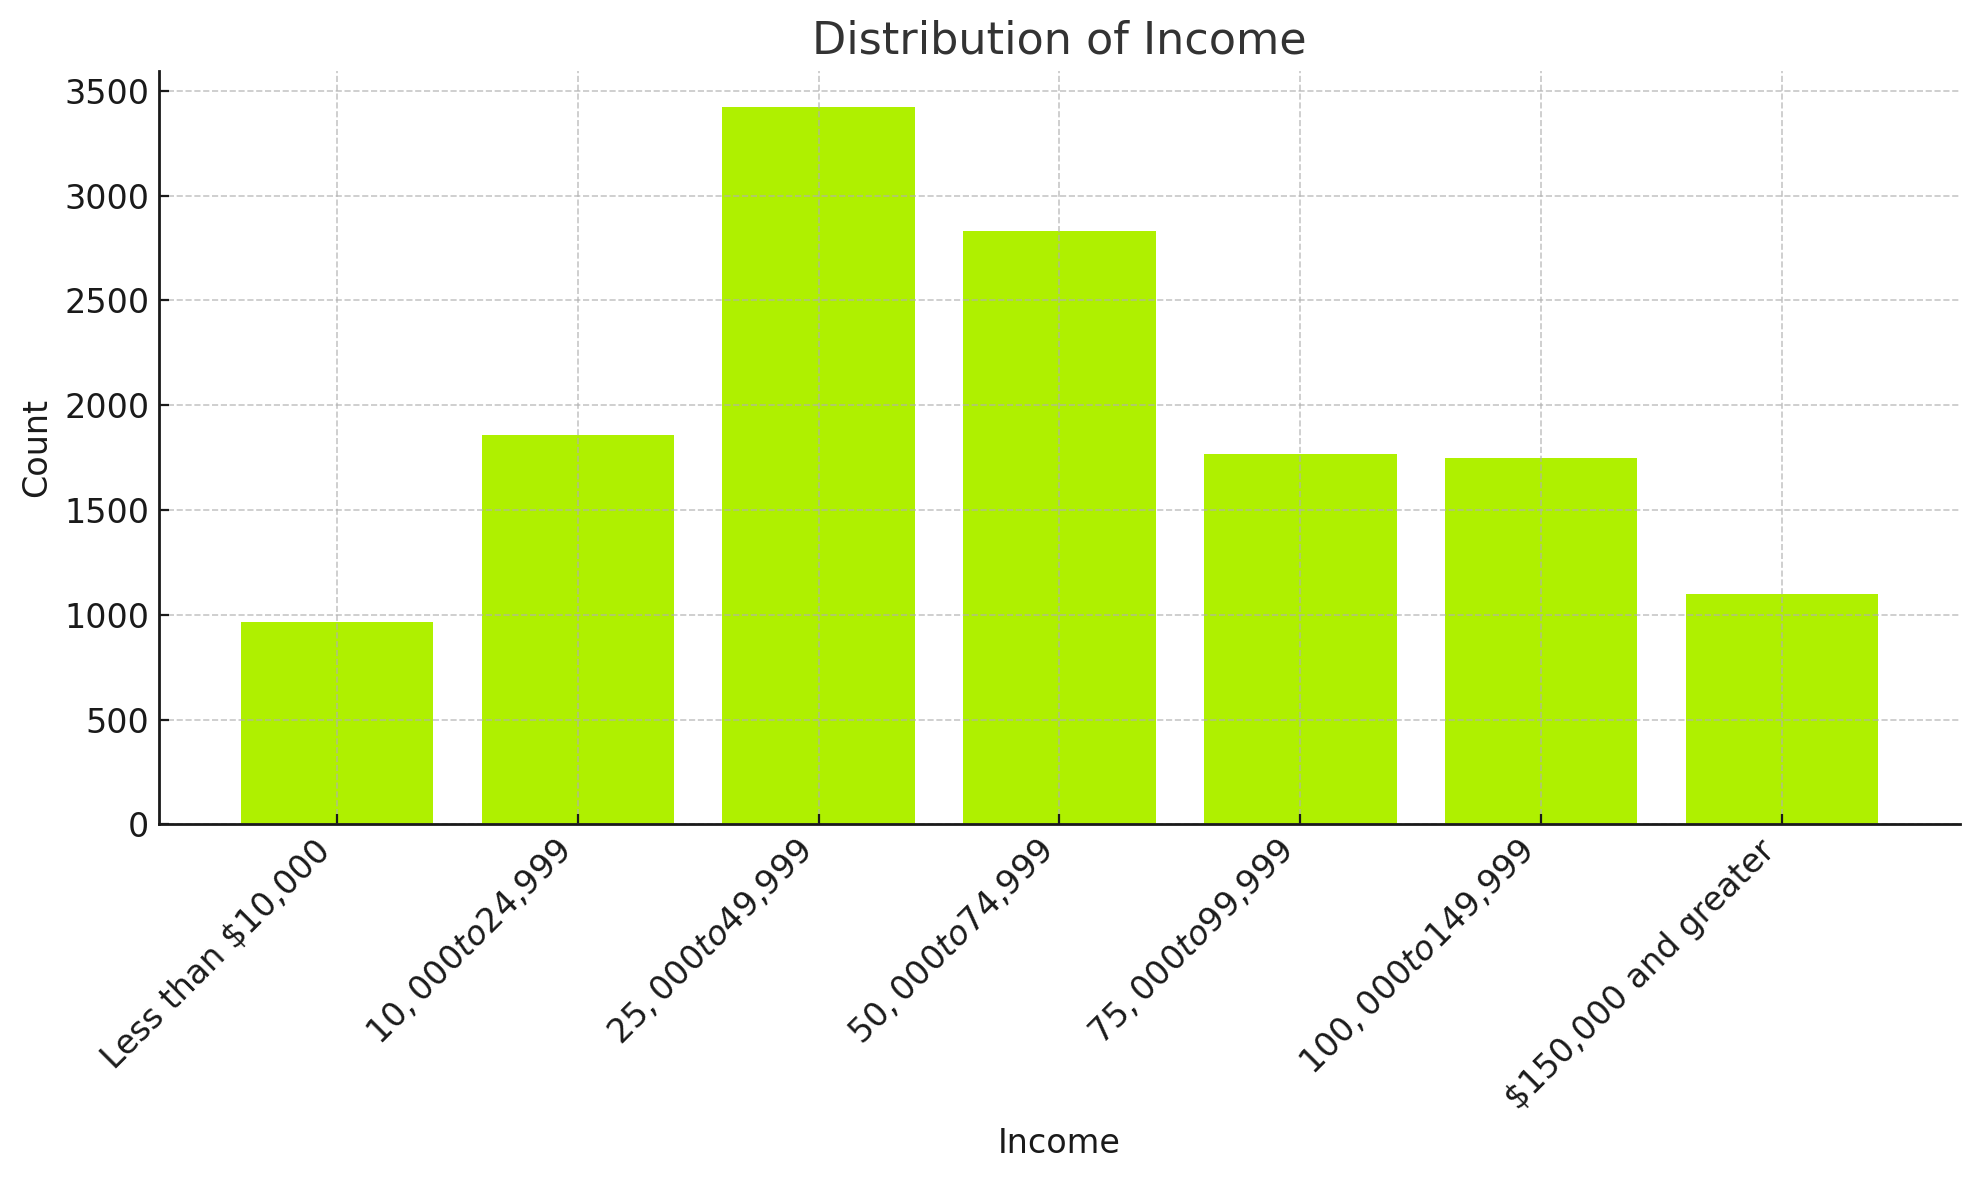 Distribution of Income
3500
3000
2500
2000
1500
1000
500
0
Count
Less than $10,000
10,000to24,999
25,000to49,999
50,000to74,999
75,000to99,999
100,000to149,999
$150,000 and greater
Income